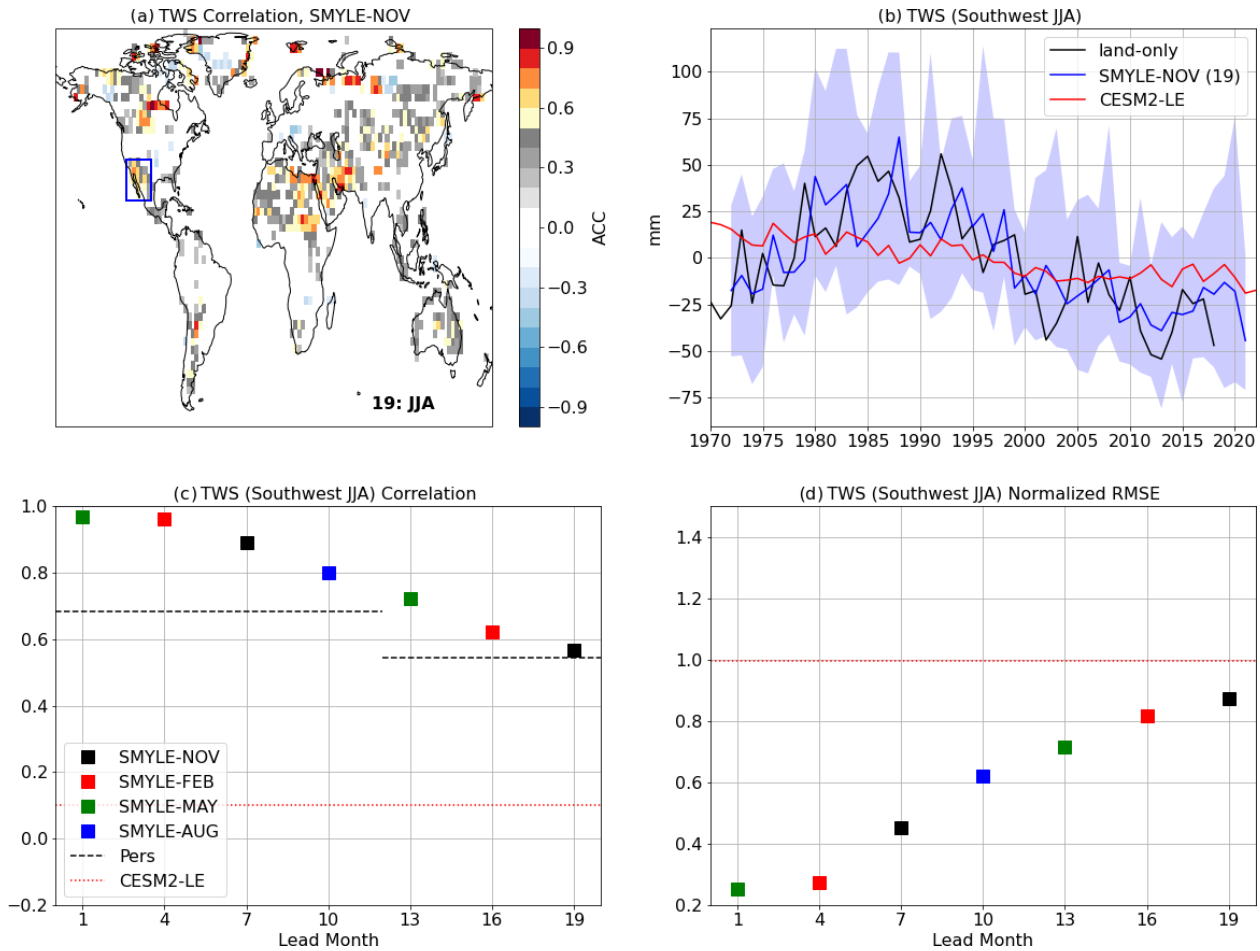 (a) TWS Correlation, SMYLE-NOV
0.9
0.6
0.3
0.0
−0.3
−0.6
−0.9
ACC
19: JJA
(b) TWS (Southwest JJA)
land-only
SMYLE-NOV (19)
CESM2-LE
100
75
50
25
0
−25
−50
−75
mm
1970 1975 1980 1985 1990 1995 2000 2005 2010 2015 2020
(c) TWS (Southwest JJA) Correlation
1.0
0.8
0.6
0.4
0.2
0.0
−0.2
SMYLE-NOV
SMYLE-FEB
SMYLE-MAY
SMYLE-AUG
Pers
CESM2-LE
1 4 7 10 13 16 19
Lead Month
(d) TWS (Southwest JJA) Normalized RMSE
1.4
1.2
1.0
0.8
0.6
0.4
0.2
1 4 7 10 13 16 19
Lead Month